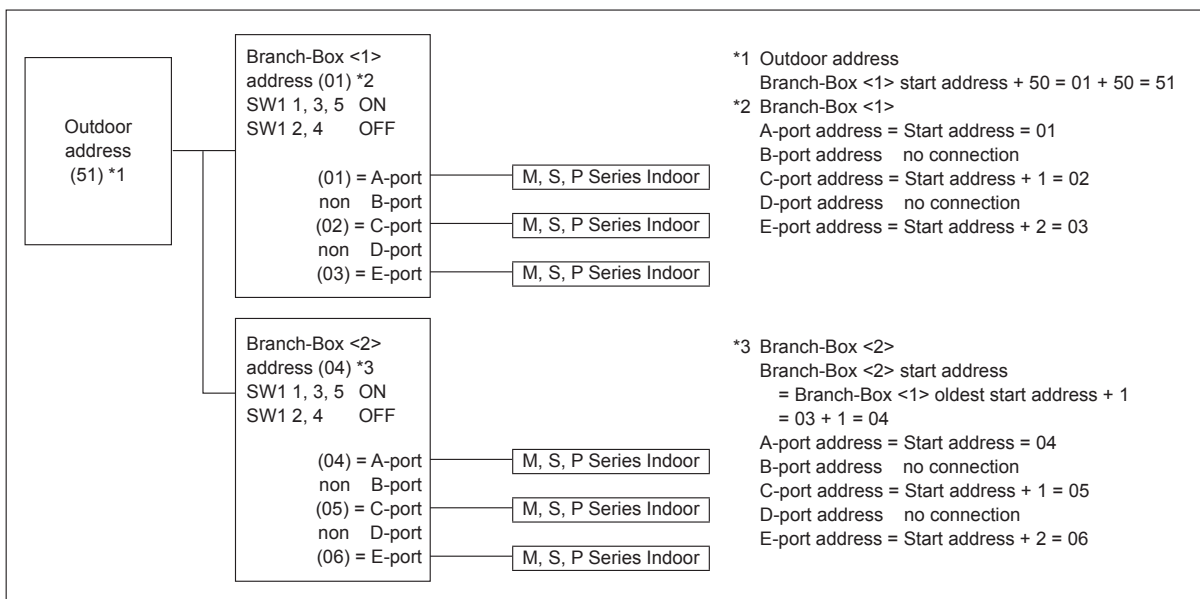 Outdoor
address
(51) *1
Branch-Box <1>
address (01) *2
SW1 1, 3, 5 ON
SW1 2, 4 OFF
(01) = A-port
non B-port
(02) = C-port
non D-port
(03) = E-port
M, S, P Series Indoor
M, S, P Series Indoor
M, S, P Series Indoor
*1 Outdoor address
Branch-Box <1> start address + 50 = 01 + 50 = 51
*2 Branch-Box <1>
A-port address = Start address = 01
B-port address no connection
C-port address = Start address + 1 = 02
D-port address no connection
E-port address = Start address + 2 = 03
Branch-Box <2>
address (04) *3
SW1 1, 3, 5 ON
SW1 2, 4 OFF
(04) = A-port
non B-port
(05) = C-port
non D-port
(06) = E-port
M, S, P Series Indoor
M, S, P Series Indoor
M, S, P Series Indoor
*3 Branch-Box <2>
Branch-Box <2> start address
= Branch-Box <1> oldest start address + 1
= 03 + 1 = 04
A-port address = Start address = 04
B-port address no connection
C-port address = Start address + 1 = 05
D-port address no connection
E-port address = Start address + 2 = 06